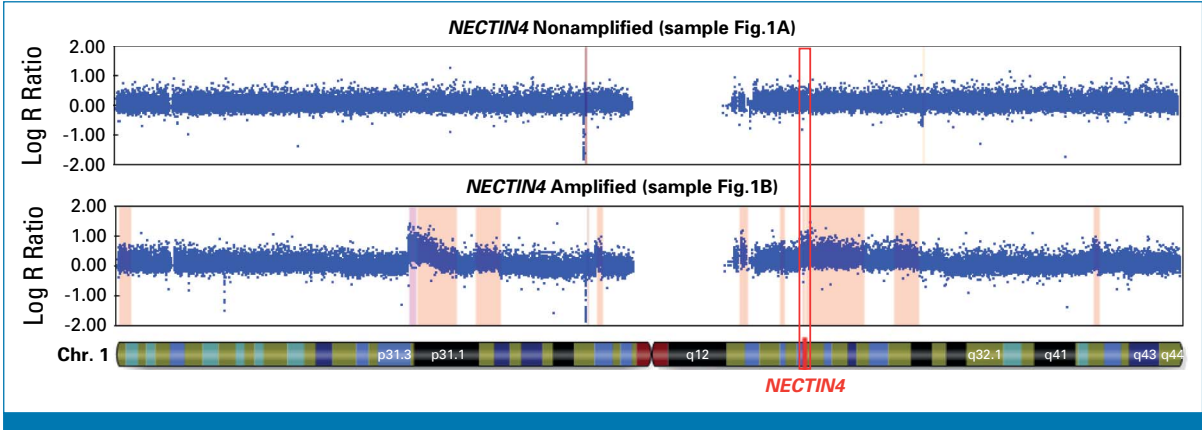 NECTIN4 Nonamplified (sample Fig.1A)
Log R Ratio
2.00
1.00
0.00
-1.00
-2.00
NECTIN4 Amplified (sample Fig.1B)
Log R Ratio
2.00
1.00
0.00
-1.00
-2.00
Chr. 1 p31.3 p31.1 q12 q32.1 q41 q43 q44
NECTIN4